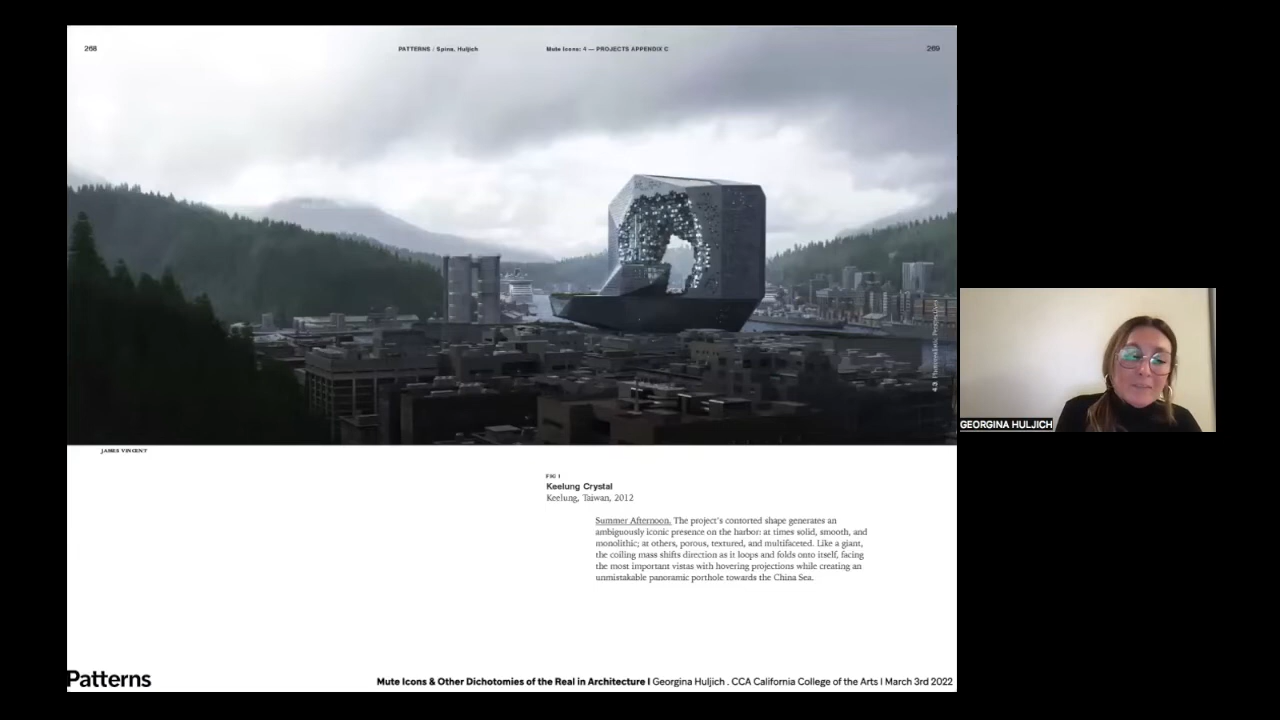 268
PATTERNS / Spina, Huljich
Mute Icons: 4 — PROJECTS APPENDIX C
269
JAMES VINCENT
FIG 1
Keelung Crystal
Keelung, Taiwan, 2012
Summer Afternoon. The project's contorted shape generates an
ambiguously iconic presence on the harbor: at times solid, smooth, and
monolithic; at others, porous, textured, and multifaceted. Like a giant,
the coiling mass shifts direction as it loops and folds onto itself, facing
the most important vistas with hovering projections while creating an
unmistakable panoramic porthole towards the China Sea.
GEORGINA HULJICH
Patterns
Mute Icons & Other Dichotomies of the Real in Architecture I Georgina Huljich . CCA California College of the Arts I March 3rd 2022